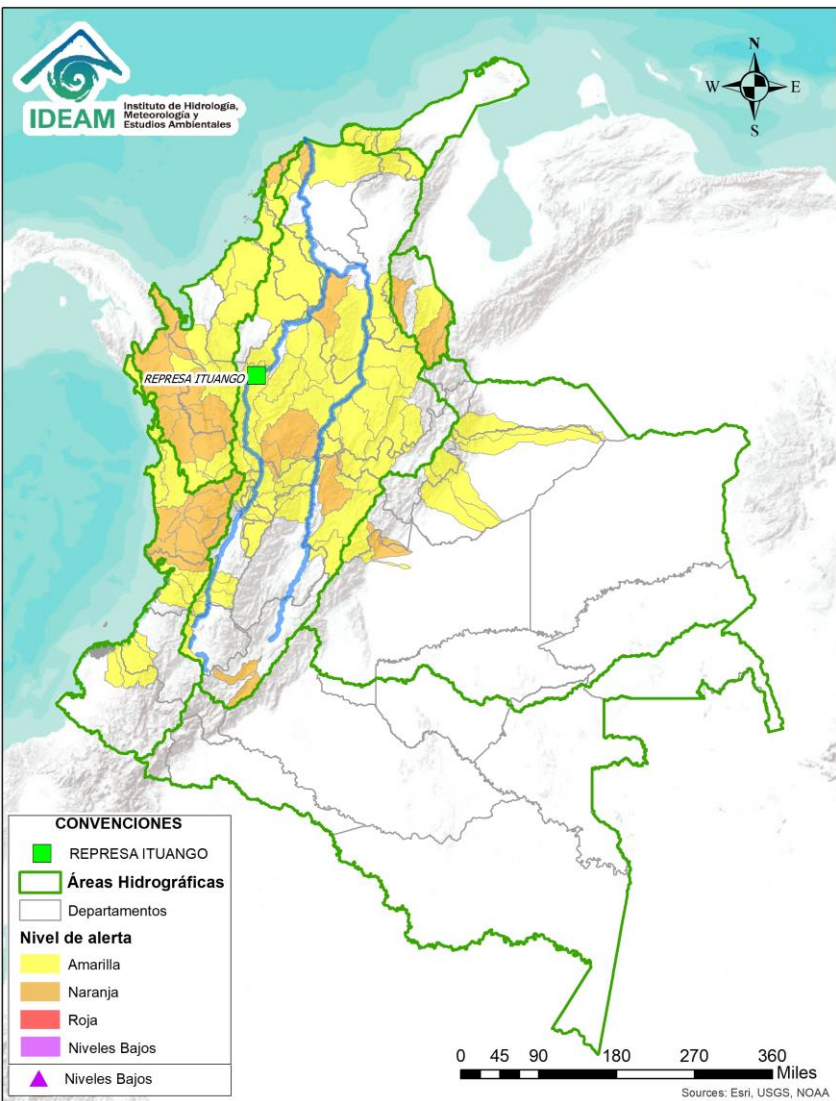 IDEAM
Instituto de Hidrología,
Meteorología y
Estudios Ambientales
N
W E
S
REPRESA ITUANGO
CONVENCIONES
REPRESA ITUANGO
Áreas Hidrográficas
Departamentos
Nivel de alerta
Amarilla
Naranja
Roja
Niveles Bajos
Niveles Bajos
0 45 90 180 270 360
Miles
Sources: Esri, USGS, NOAA